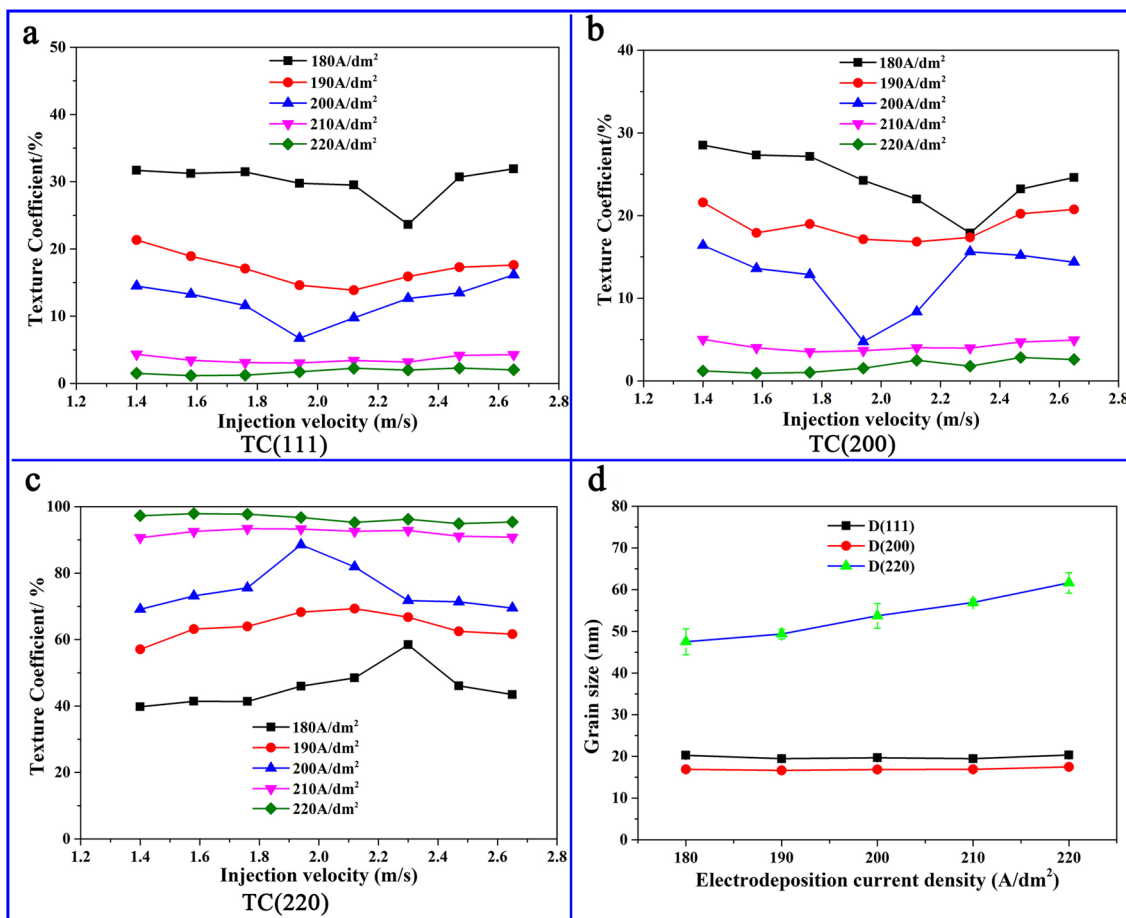 a
50
40
30
20
10
0
Texture Coefficient/%
180A/dm²
190A/dm²
200A/dm²
210A/dm²
220A/dm²
1.2 1.4 1.6 1.8 2.0 2.2 2.4 2.6 2.8
Injection velocity (m/s)
TC(111)
b
40
30
20
10
0
Texture Coefficient/%
180A/dm²
190A/dm²
200A/dm²
210A/dm²
220A/dm²
1.2 1.4 1.6 1.8 2.0 2.2 2.4 2.6 2.8
Injection velocity (m/s)
TC(200)
c
100
80
60
40
20
0
Texture Coefficient/ %
180A/dm²
190A/dm²
200A/dm²
210A/dm²
220A/dm²
1.2 1.4 1.6 1.8 2.0 2.2 2.4 2.6 2.8
Injection velocity (m/s)
TC(220)
d
80
70
60
50
40
30
20
10
0
Grain size (nm)
D(111)
D(200)
D(220)
180 190 200 210 220
Electrodeposition current density (A/dm²)